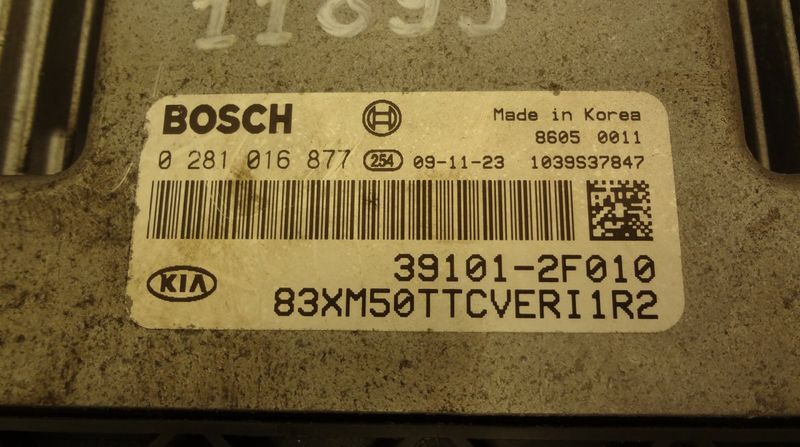 BOSCH
Made in Korea
8605 0011
0 281 016 877 254 09-11-23 1039S37847
KIA
39101-2F010
83XM50TTCVERI1R2